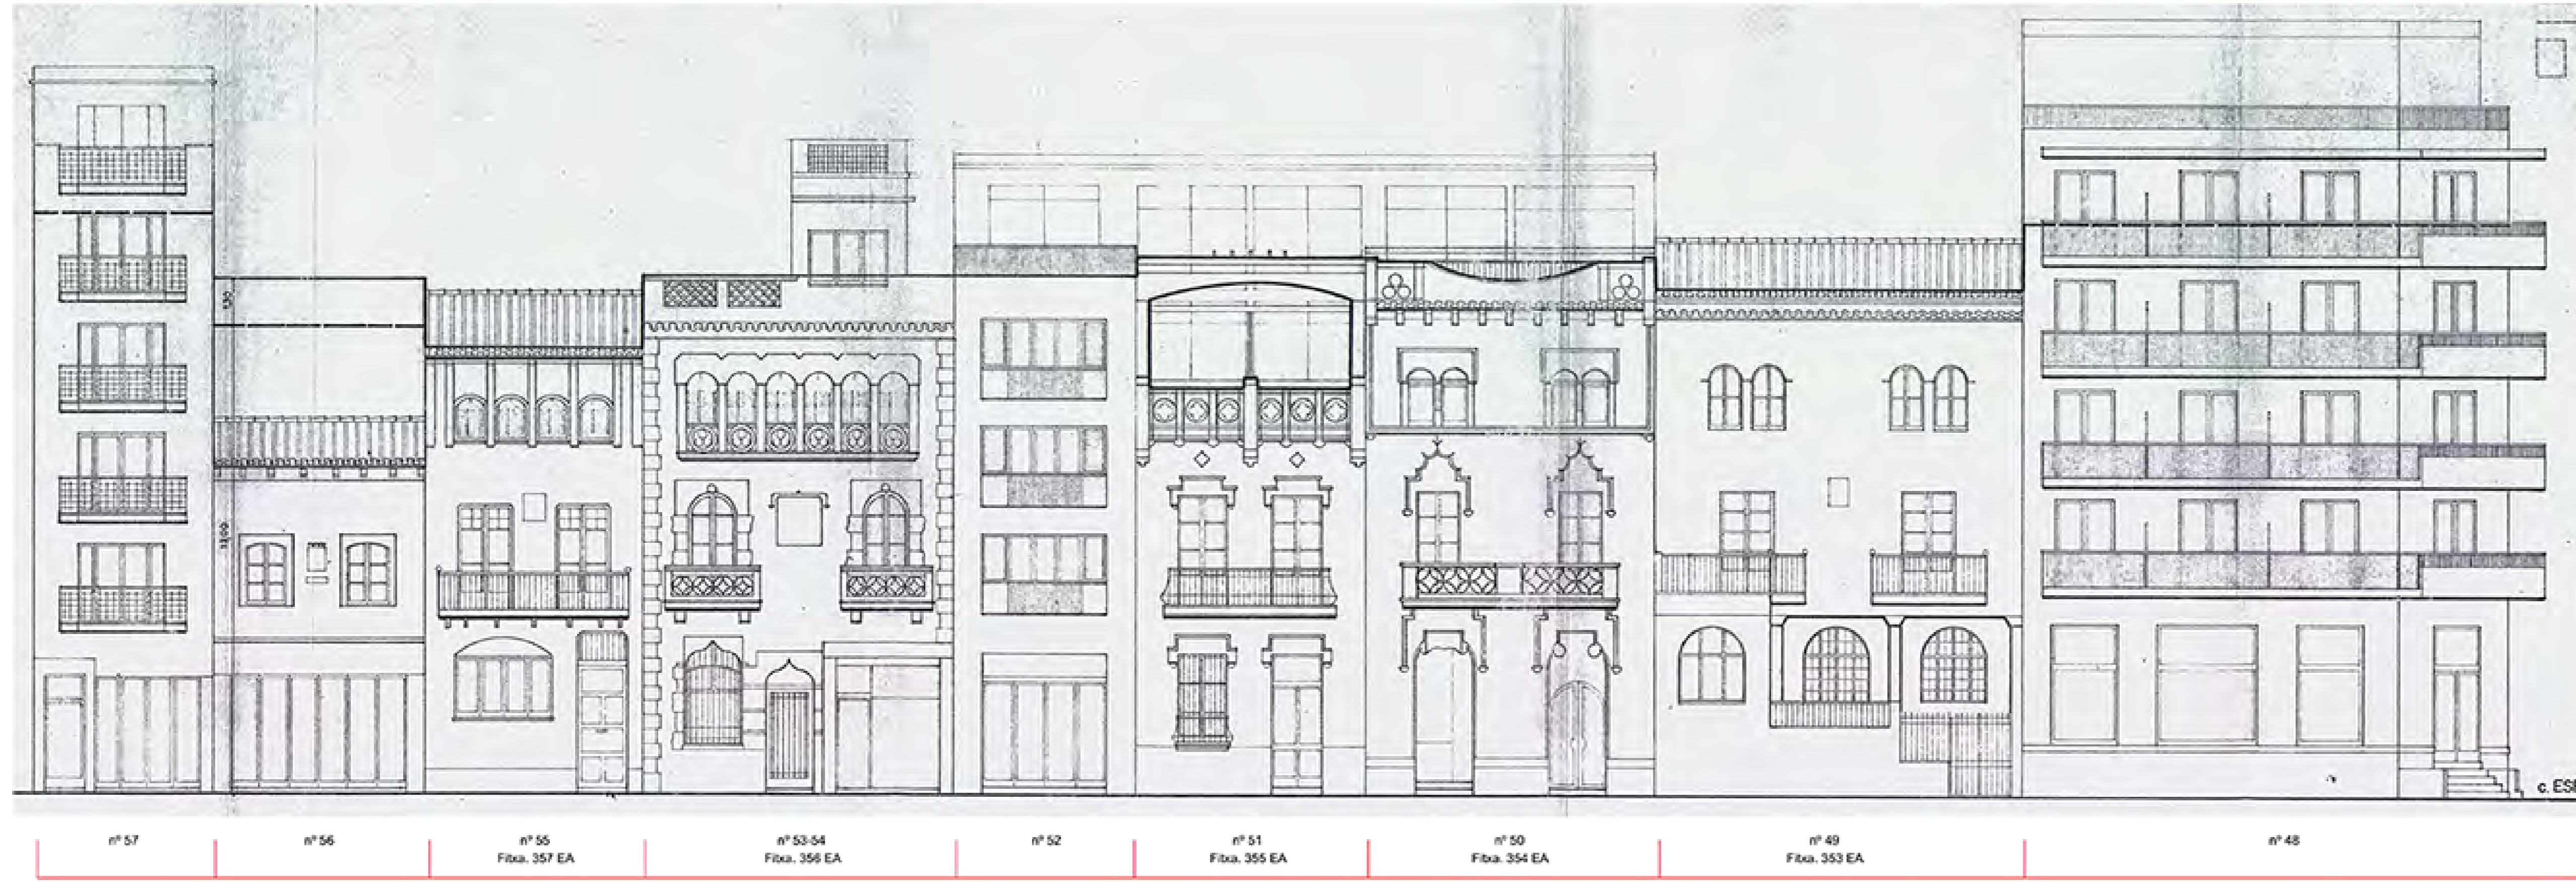 c. ESP
nº 57
nº 56
nº 55
Fitxa. 357 EA
nº 53-54
Fitxa. 356 EA
nº 52
nº 51
Fitxa. 355 EA
nº 50
Fitxa. 354 EA
nº 49
Fitxa. 353 EA
nº 48